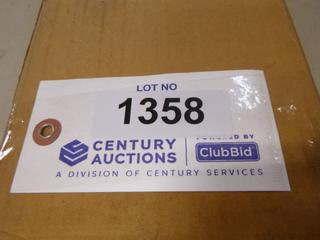 LOT NO
1358
CENTURY
AUCTIONS
POWERED BY
ClubBid
A DIVISION OF CENTURY SERVICES